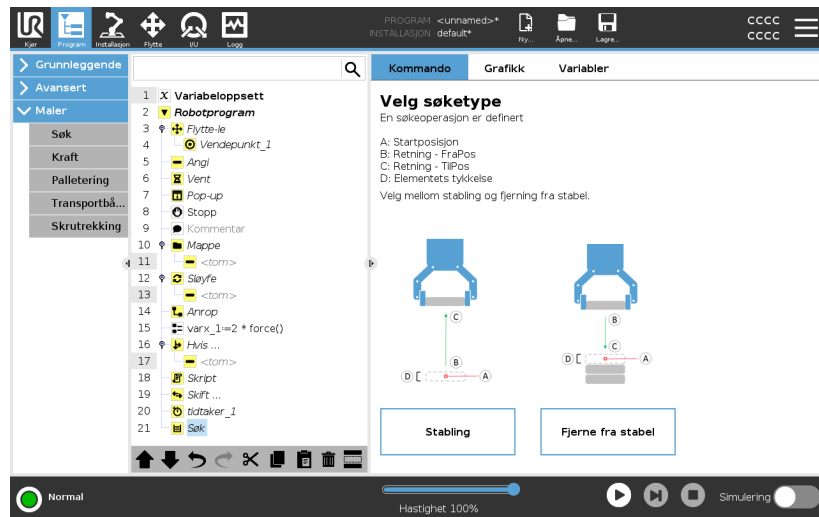 PROGRAM <unnamed>*
INSTALLASJON default*
CCCC
CCCC
Kjør
Program
Installasjon
Flytte
I/U
Logg
Ny...
Åpne...
Lagre...
Grunnleggende
Avansert
Maler
Søk
Kraft
Palletering
Transportbå...
Skrutrekking
1 X Variabeloppsett
2 Robotprogram
3 Flytte-le
4 Vendepunkt_1
5 Angi
6 Vent
7 Pop-up
8 Stopp
9 Kommentar
10 Mappe
11 <tom>
12 Sløyfe
13 <tom>
14 Anrop
15 varx_1:=2 * force()
16 Hvis ...
17 <tom>
18 Skript
19 Skift ...
20 tidtaker_1
21 Søk
Kommando
Grafikk
Variabler
Velg søketype
En søkeoperasjon er definert
A: Startposisjon
B: Retning - FraPos
C: Retning - TilPos
D: Elementets tykkelse
Velg mellom stabling og fjerning fra stabel.
C
B
D
A
B
C
D
A
Stabling
Fjerne fra stabel
Normal
Hastighet 100%
Simulering